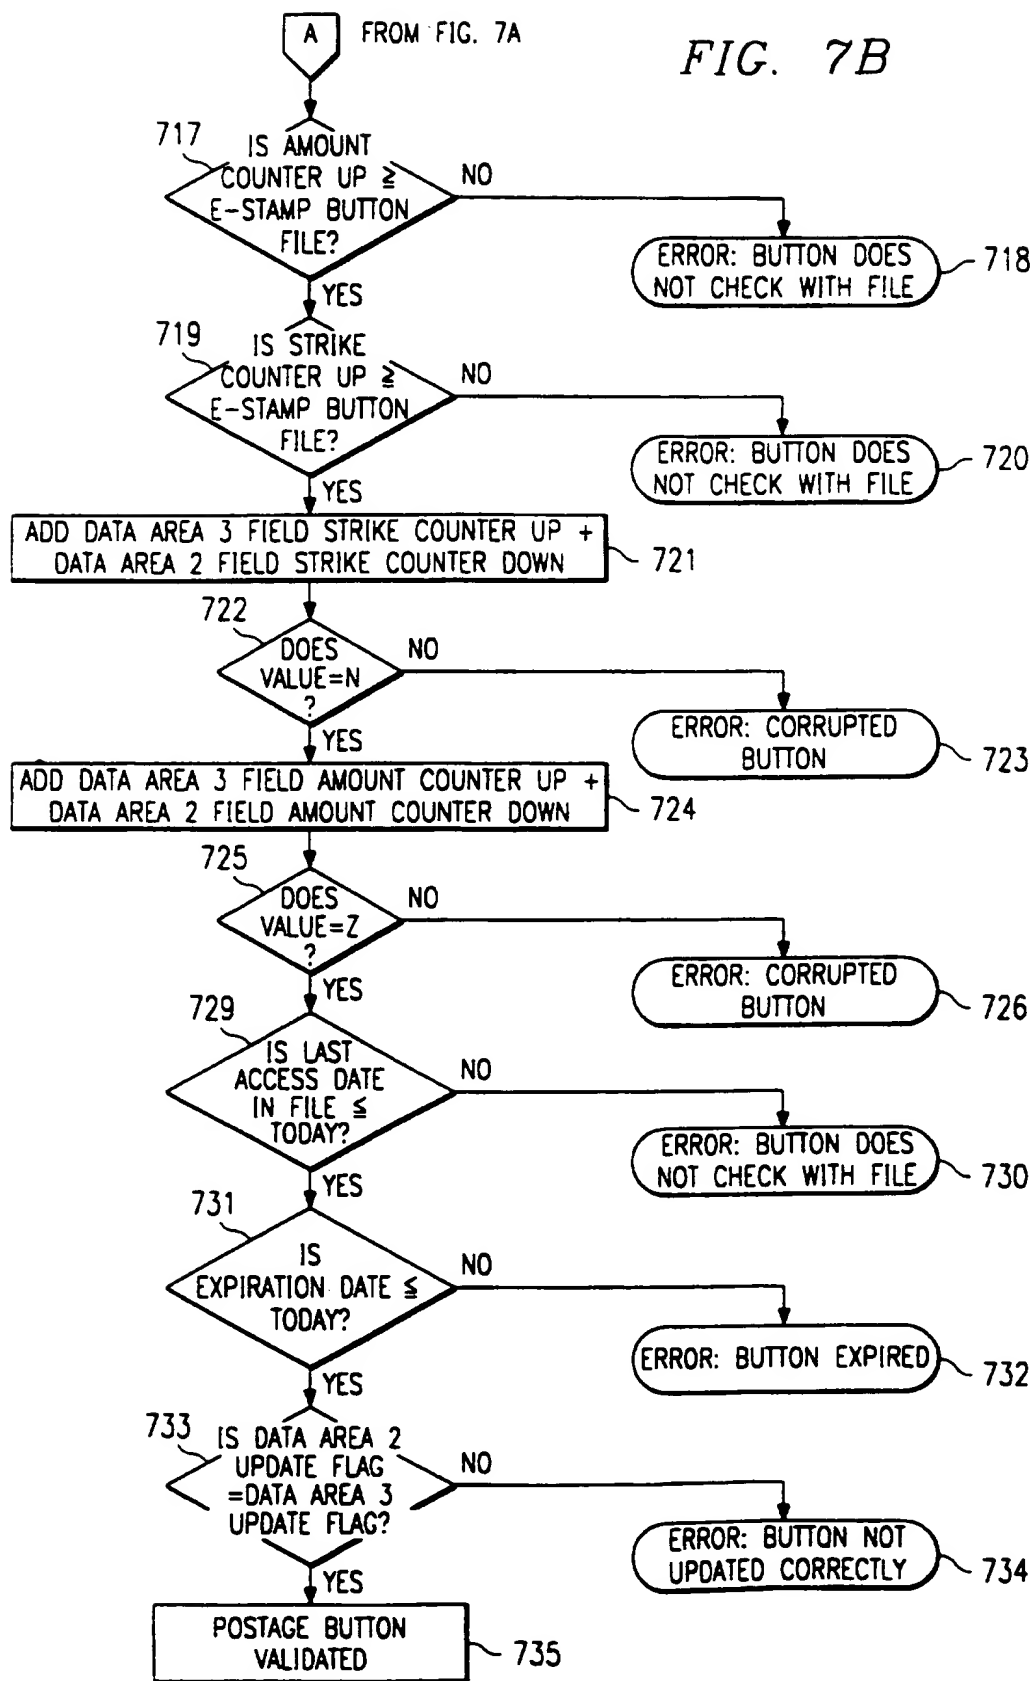 A FROM FIG. 7A
FIG. 7B
717
IS AMOUNT
COUNTER UP ≧
E-STAMP BUTTON
FILE?
NO
ERROR: BUTTON DOES
NOT CHECK WITH FILE
718
YES
719
IS STRIKE
COUNTER UP ≧
E-STAMP BUTTON
FILE?
NO
ERROR: BUTTON DOES
NOT CHECK WITH FILE
720
YES
ADD DATA AREA 3 FIELD STRIKE COUNTER UP +
DATA AREA 2 FIELD STRIKE COUNTER DOWN
721
722
DOES
VALUE=N
?
NO
ERROR: CORRUPTED
BUTTON
723
YES
ADD DATA AREA 3 FIELD AMOUNT COUNTER UP +
DATA AREA 2 FIELD AMOUNT COUNTER DOWN
724
725
DOES
VALUE=Z
?
NO
ERROR: CORRUPTED
BUTTON
726
YES
729
IS LAST
ACCESS DATE
IN FILE ≦
TODAY?
NO
ERROR: BUTTON DOES
NOT CHECK WITH FILE
730
YES
731
IS
EXPIRATION DATE ≦
TODAY?
NO
ERROR: BUTTON EXPIRED
732
YES
733
IS DATA AREA 2
UPDATE FLAG
=DATA AREA 3
UPDATE FLAG?
NO
ERROR: BUTTON NOT
UPDATED CORRECTLY
734
YES
POSTAGE BUTTON
VALIDATED
735